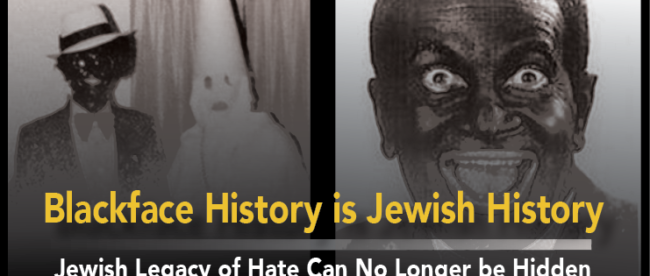 Blackface History is Jewish History
Jewish Legacy of Hate Can No Longer be Hidden